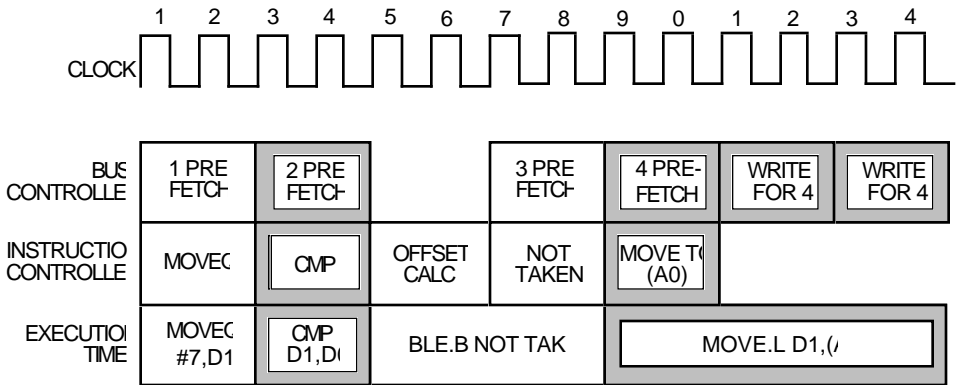 1 2 3 4 5 6 7 8 9 0 1 2 3 4
CLOCK
BUS
CONTROLLE
1 PRE
FETCH
2 PRE
FETCH
3 PRE
FETCH
4 PRE-
FETCH
WRITE
FOR 4
WRITE
FOR 4
INSTRUCTIO
CONTROLLE
MOVEQ
CMP
OFFSET
CALC
NOT
TAKEN
MOVE TO
(A0)
EXECUTIO
TIME
MOVEQ
#7,D1
CMP
D1,D0
BLE.B NOT TAK
MOVE.L D1,(A